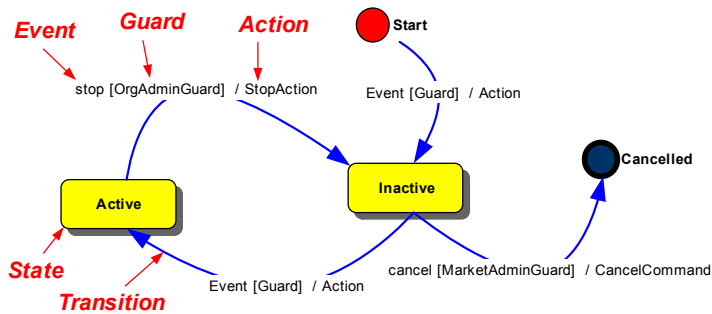 Event
Guard
Action
Start
stop [OrgAdminGuard] / StopAction
Event [Guard] / Action
Cancelled
Inactive
Active
State
Transition
Event [Guard] / Action
cancel [MarketAdminGuard] / CancelCommand